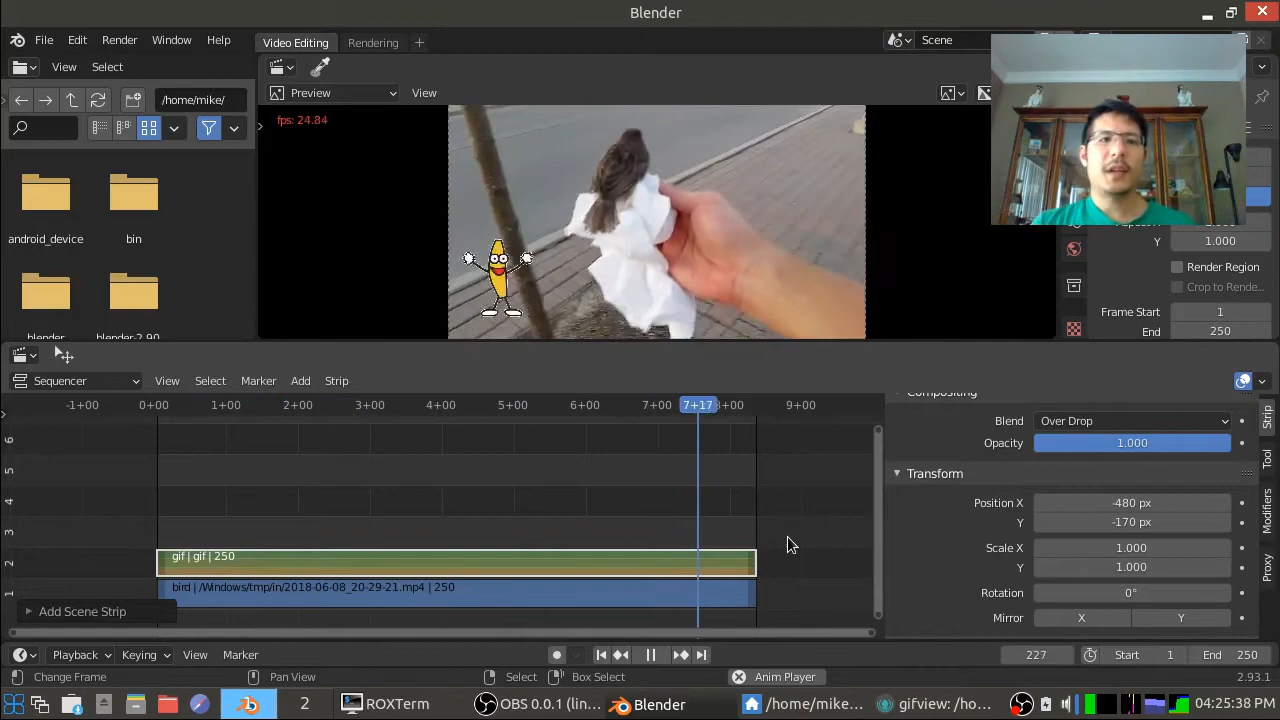 Blender
File Edit Render Window Help Video Editing Rendering + Scene
View Select Preview View
/home/mike/
fps: 24.84
android_device bin
blender blender-2.90
Y 1.000
Render Region
Crop to Rende...
Frame Start 1
End 250
Sequencer View Select Marker Add Strip
-1+00 0+00 1+00 2+00 3+00 4+00 5+00 6+00 7+00 7+17 8+00 9+00
6
5
4
3
2
1
gif | gif | 250
bird | /Windows/tmp/in/2018-06-08_20-29-21.mp4 | 250
Add Scene Strip
Compositing
Blend Over Drop
Opacity 1.000
Transform
Position X -480 px
Y -170 px
Scale X 1.000
Y 1.000
Rotation 0°
Mirror X Y
Strip
Tool
Modifiers
Proxy
Playback Keying View Marker 227 Start 1 End 250
Change Frame Pan View Select Box Select Anim Player 2.93.1
2 ROXTerm OBS 0.0.1 (lin... Blender /home/mike... gifview: /ho... 04:25:38 PM